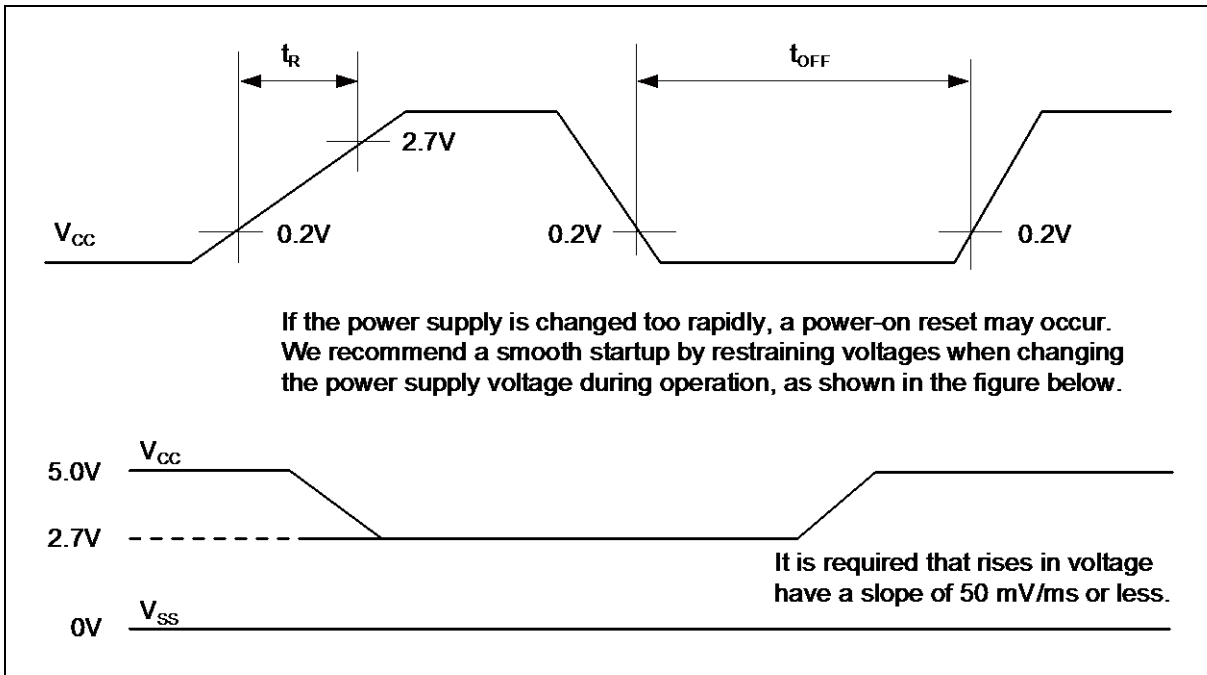 tR
tOFF
2.7V
VCC
0.2V
0.2V
0.2V
If the power supply is changed too rapidly, a power-on reset may occur.
We recommend a smooth startup by restraining voltages when changing
the power supply voltage during operation, as shown in the figure below.
VCC
5.0V
2.7V
It is required that rises in voltage
have a slope of 50 mV/ms or less.
VSS
0V